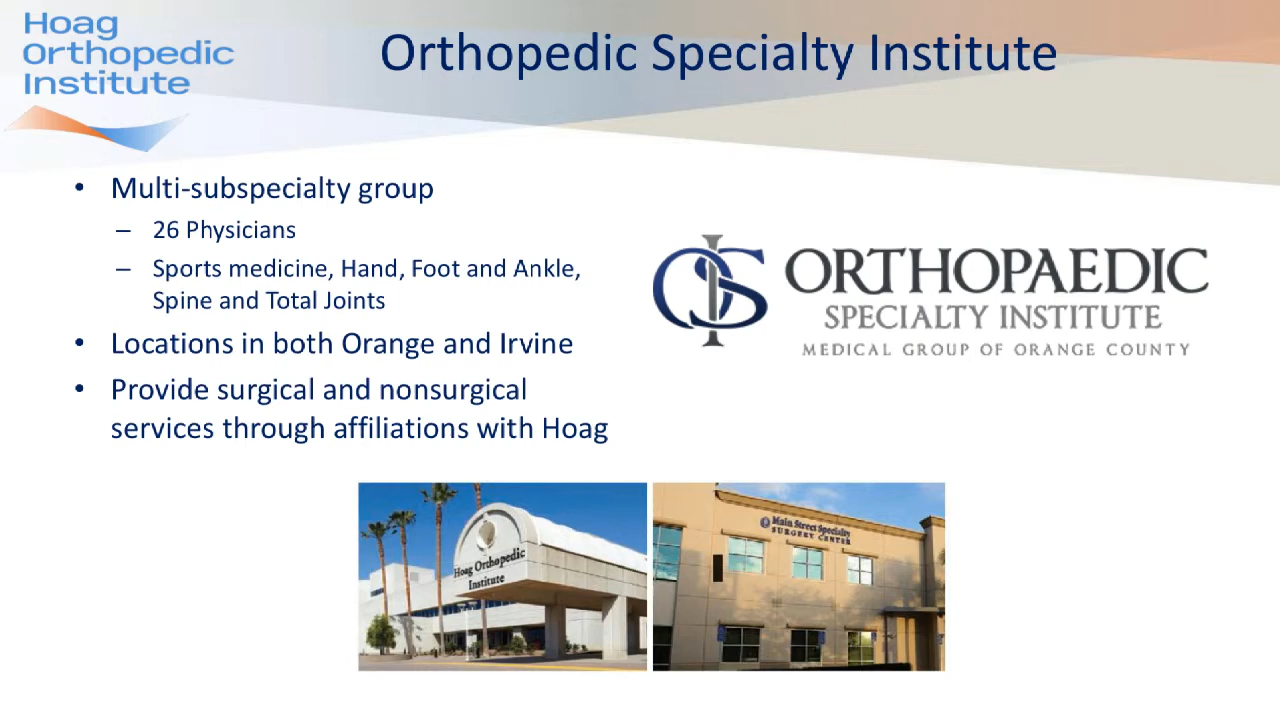 Hoag
Orthopedic
Institute
Orthopedic Specialty Institute
• Multi-subspecialty group
– 26 Physicians
– Sports medicine, Hand, Foot and Ankle,
Spine and Total Joints
• Locations in both Orange and Irvine
• Provide surgical and nonsurgical
services through affiliations with Hoag
OIS
ORTHOPAEDIC
SPECIALTY INSTITUTE
MEDICAL GROUP OF ORANGE COUNTY
Hoag Orthopedic
Institute
Main Street Specialty
SURGERY CENTER